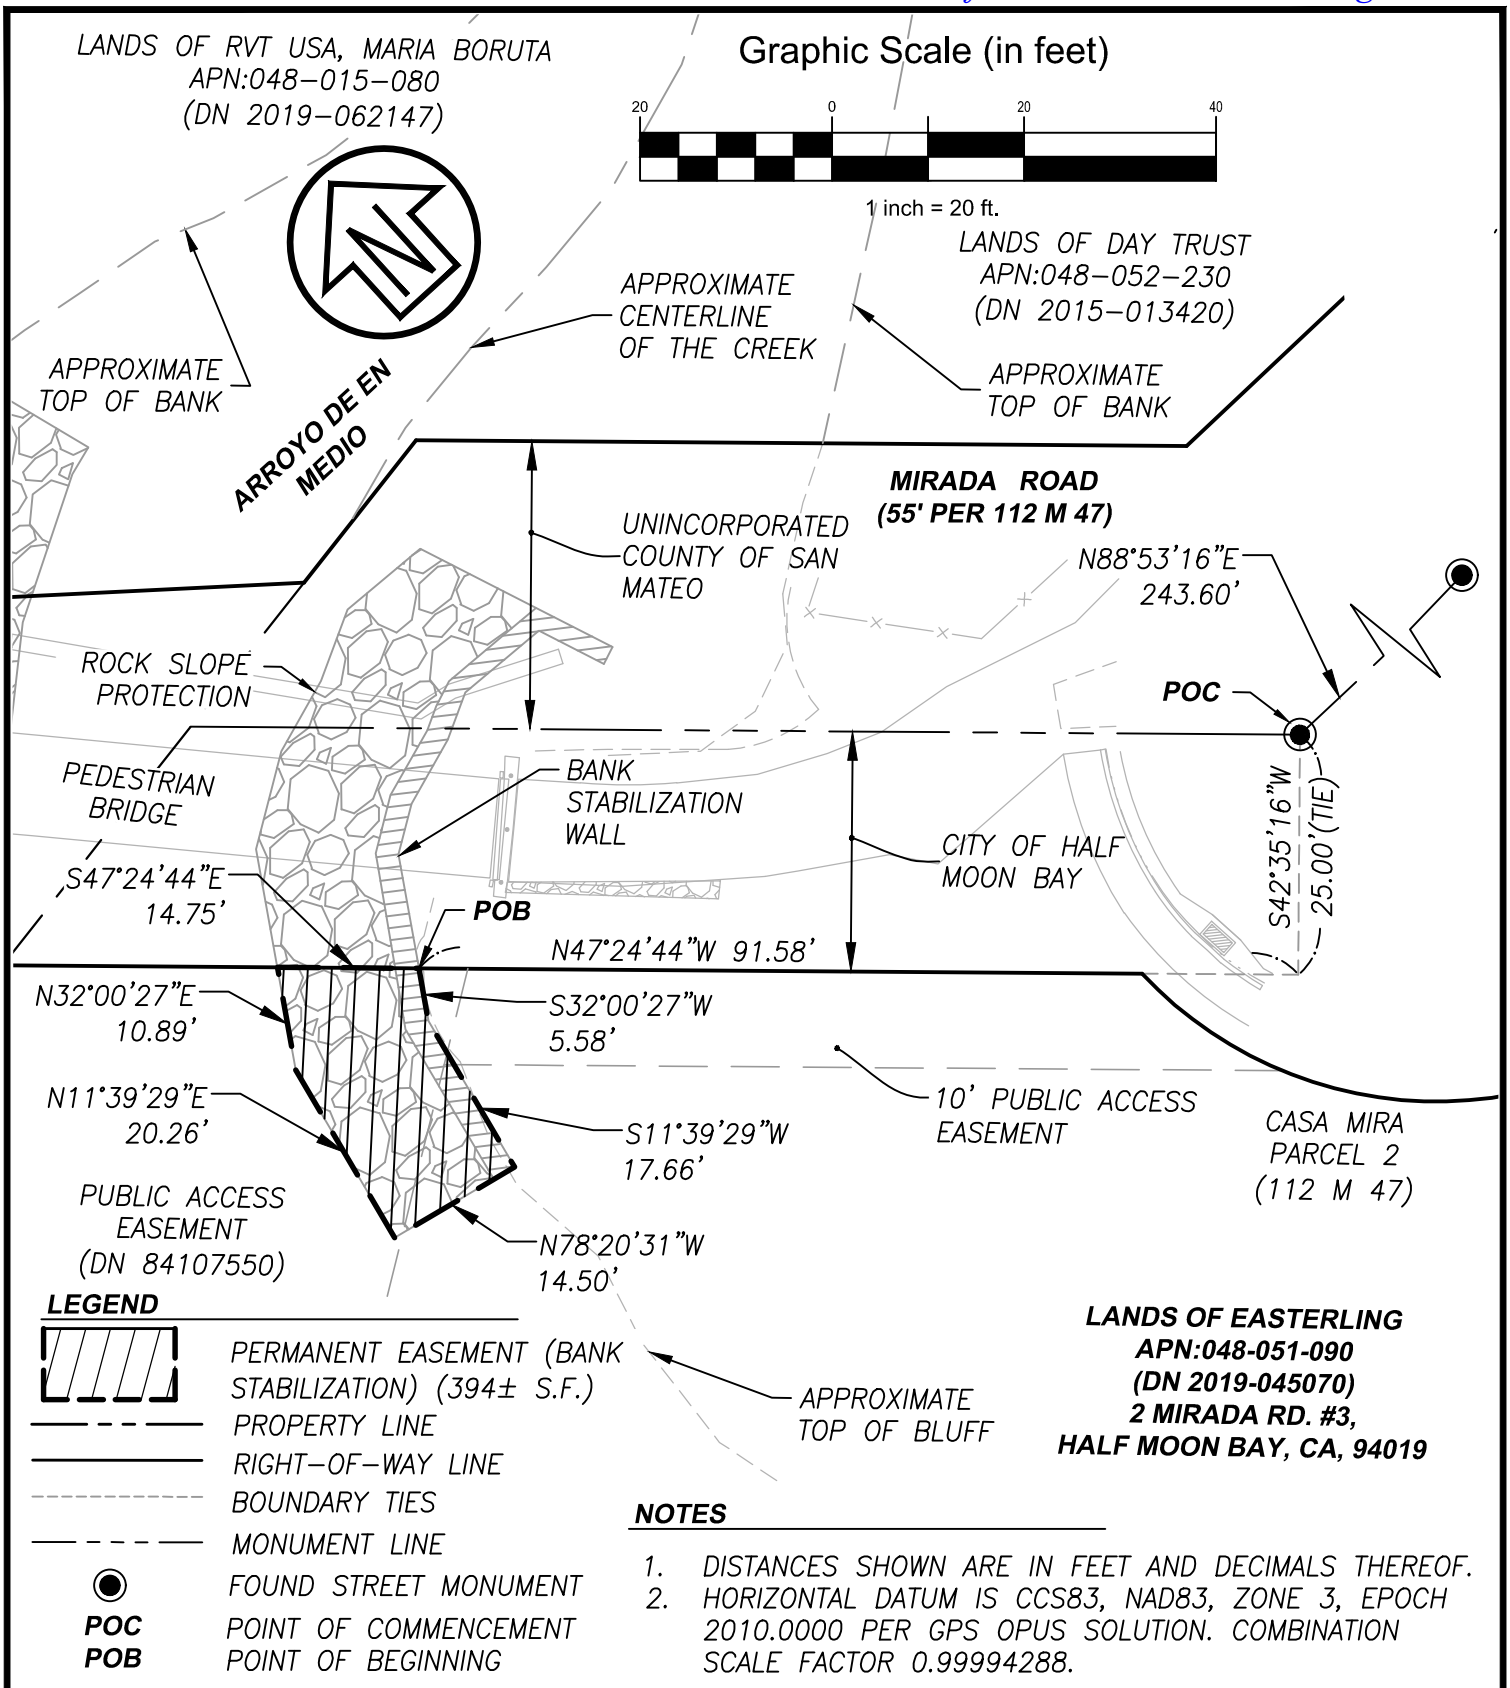 LANDS OF RVT USA, MARIA BORUTA
APN:048-015-080
(DN 2019-062147)
Graphic Scale (in feet)
20 0 20 40
1 inch = 20 ft.
N
LANDS OF DAY TRUST
APN:048-052-230
(DN 2015-013420)
APPROXIMATE
CENTERLINE
OF THE CREEK
APPROXIMATE
TOP OF BANK
APPROXIMATE
TOP OF BANK
ARROYO DE EN
MEDIO
MIRADA ROAD
(55' PER 112 M 47)
UNINCORPORATED
COUNTY OF SAN
MATEO
N88°53'16"E
243.60'
ROCK SLOPE
PROTECTION
POC
PEDESTRIAN
BRIDGE
BANK
STABILIZATION
WALL
S42°35'16"W
25.00'(TIE)
CITY OF HALF
MOON BAY
S47°24'44"E
14.75'
POB
N47°24'44"W 91.58'
N32°00'27"E
10.89'
S32°00'27"W
5.58'
N11°39'29"E
20.26'
10' PUBLIC ACCESS
EASEMENT
S11°39'29"W
17.66'
CASA MIRA
PARCEL 2
(112 M 47)
PUBLIC ACCESS
EASEMENT
(DN 84107550)
N78°20'31"W
14.50'
LEGEND
PERMANENT EASEMENT (BANK
STABILIZATION) (394± S.F.)
PROPERTY LINE
RIGHT-OF-WAY LINE
BOUNDARY TIES
MONUMENT LINE
FOUND STREET MONUMENT
POC POINT OF COMMENCEMENT
POB POINT OF BEGINNING
APPROXIMATE
TOP OF BLUFF
LANDS OF EASTERLING
APN:048-051-090
(DN 2019-045070)
2 MIRADA RD. #3,
HALF MOON BAY, CA, 94019
NOTES
1. DISTANCES SHOWN ARE IN FEET AND DECIMALS THEREOF.
2. HORIZONTAL DATUM IS CCS83, NAD83, ZONE 3, EPOCH
2010.0000 PER GPS OPUS SOLUTION. COMBINATION
SCALE FACTOR 0.99994288.